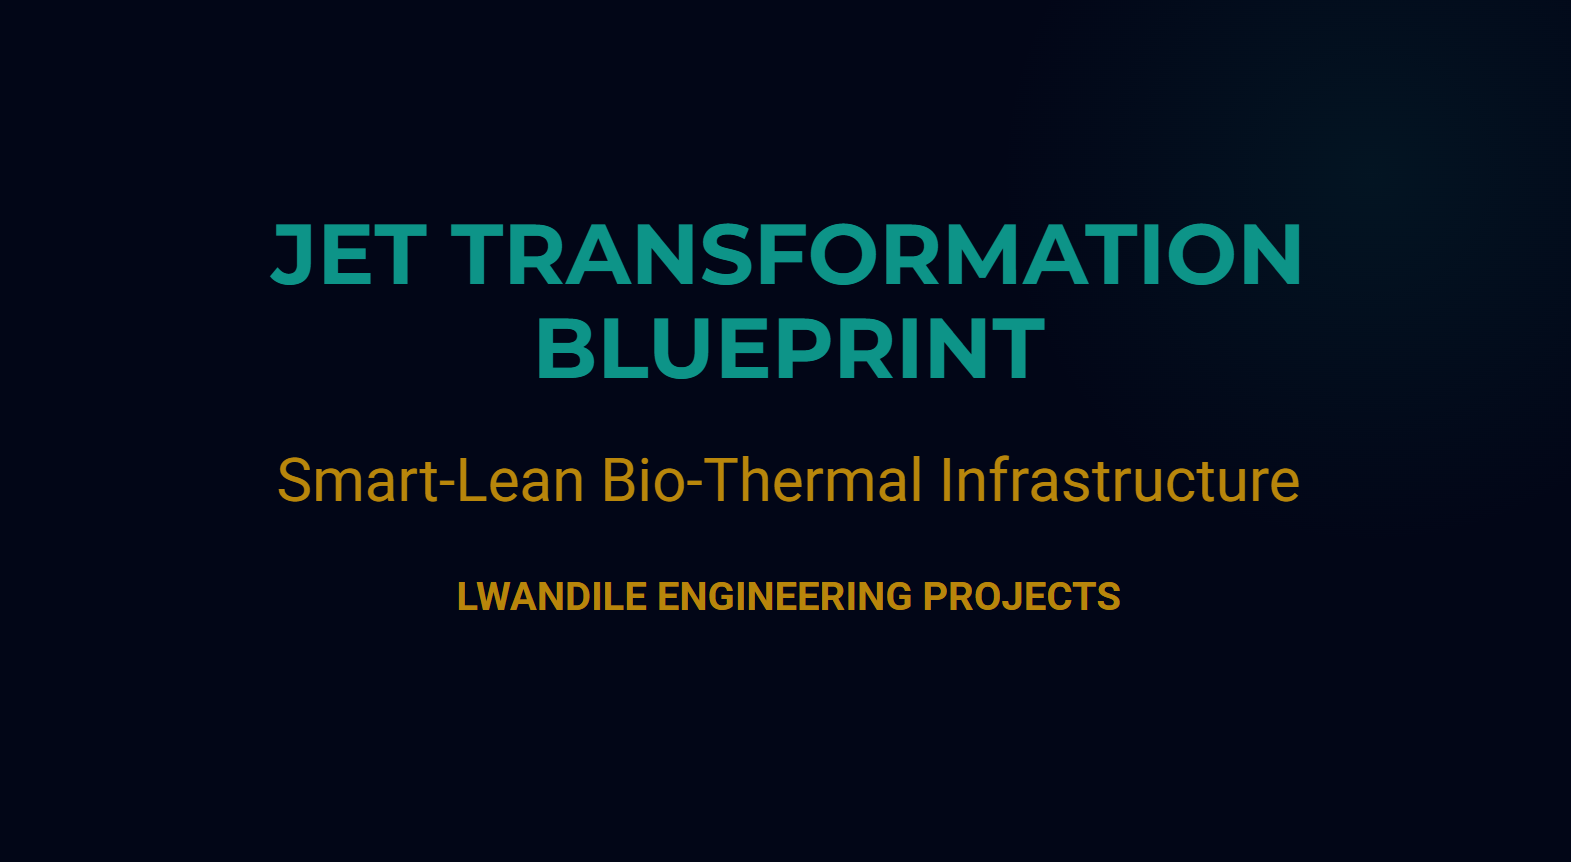 JET TRANSFORMATION
BLUEPRINT
Smart-Lean Bio-Thermal Infrastructure
LWANDILE ENGINEERING PROJECTS